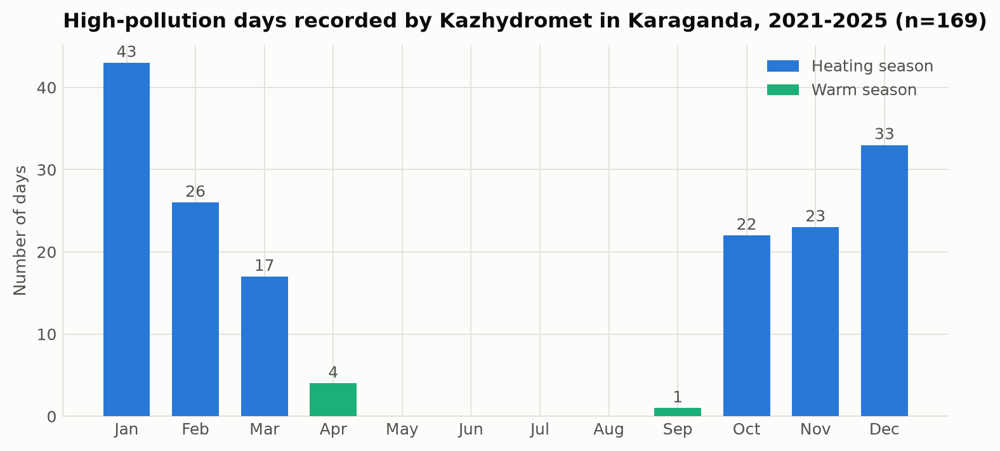 High-pollution days recorded by Kazhydromet in Karaganda, 2021-2025 (n=169)
Heating season
Warm season
Number of days
40
30
20
10
0
43
26
17
4
1
22
23
33
Jan Feb Mar Apr May Jun Jul Aug Sep Oct Nov Dec